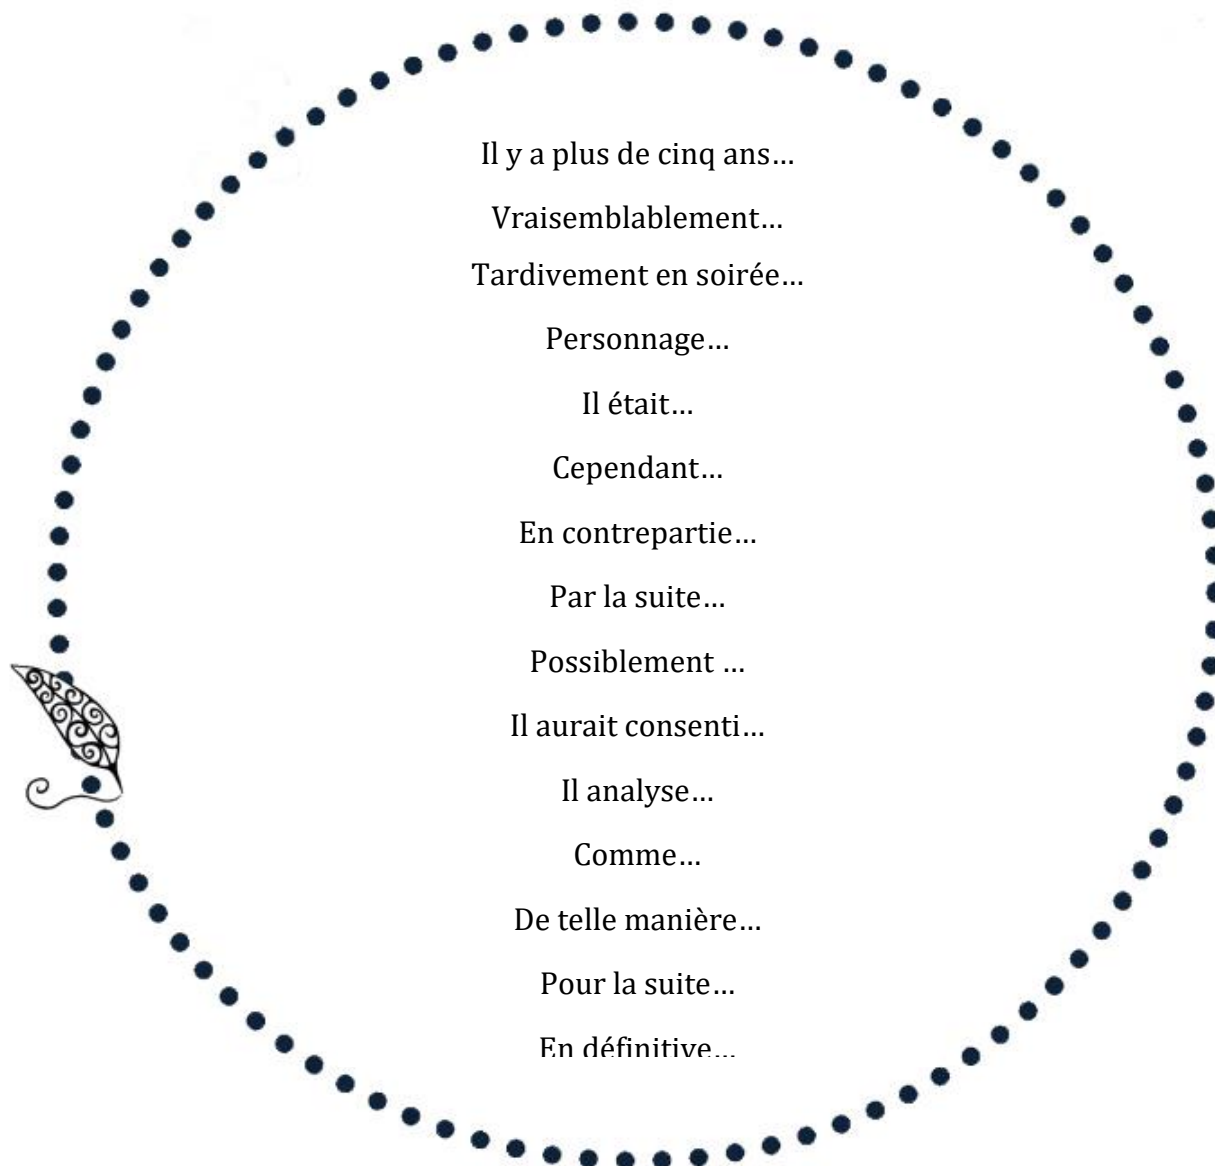 Il y a plus de cinq ans…
Vraisemblablement…
Tardivement en soirée…
Personnage…
Il était…
Cependant…
En contrepartie…
Par la suite…
Possiblement …
Il aurait consenti…
Il analyse…
Comme…
De telle manière…
Pour la suite…
En définitive…